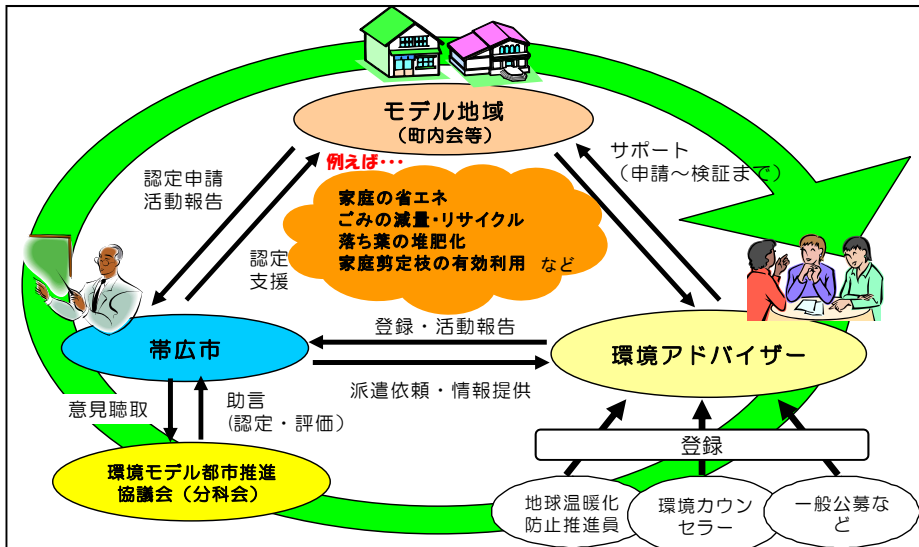 モデル地域
（町内会等）
例えば・・・
サポート
（申請～検証まで）
認定申請
活動報告
家庭の省エネ
ごみの減量・リサイクル
落ち葉の堆肥化
家庭剪定枝の有効利用 など
認定
支援
登録・活動報告
帯広市
環境アドバイザー
派遣依頼・情報提供
意見聴取
助言
(認定・評価）
登録
環境モデル都市推進
協議会（分科会）
地球温暖化
防止推進員
環境カウン
セラー
一般公募な
ど